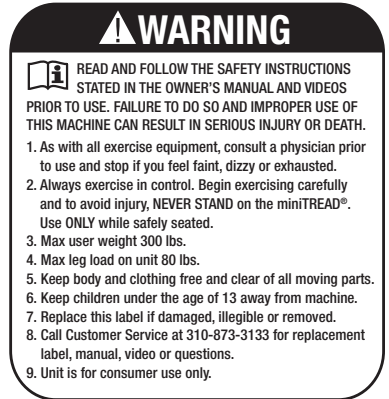 WARNING
READ AND FOLLOW THE SAFETY INSTRUCTIONS
STATED IN THE OWNER'S MANUAL AND VIDEOS
PRIOR TO USE. FAILURE TO DO SO AND IMPROPER USE OF
THIS MACHINE CAN RESULT IN SERIOUS INJURY OR DEATH.
1. As with all exercise equipment, consult a physician prior
to use and stop if you feel faint, dizzy or exhausted.
2. Always exercise in control. Begin exercising carefully
and to avoid injury, NEVER STAND on the miniTREAD®.
Use ONLY while safely seated.
3. Max user weight 300 lbs.
4. Max leg load on unit 80 lbs.
5. Keep body and clothing free and clear of all moving parts.
6. Keep children under the age of 13 away from machine.
7. Replace this label if damaged, illegible or removed.
8. Call Customer Service at 310-873-3133 for replacement
label, manual, video or questions.
9. Unit is for consumer use only.